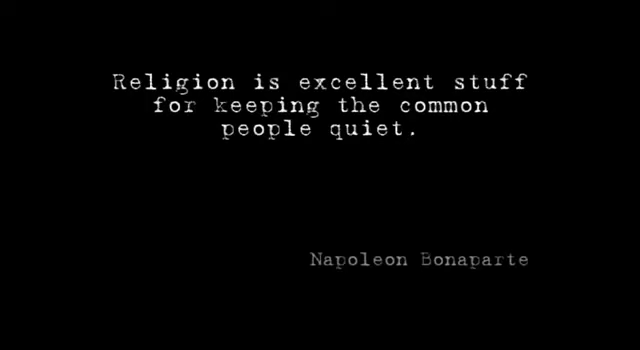 Religion is excellent stuff
for keeping the common
people quiet.
Napoleon Bonaparte